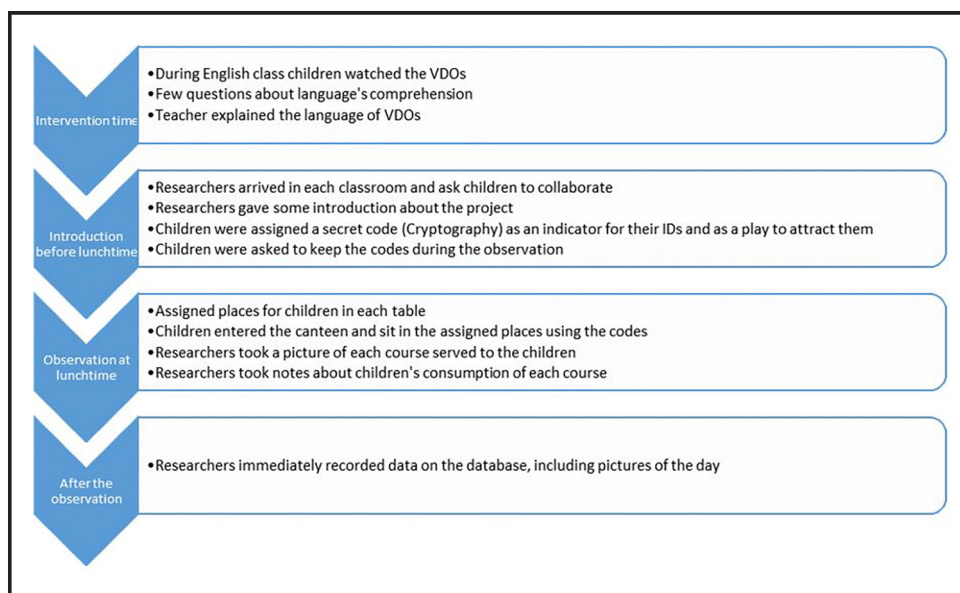 Intervention time
•During English class children watched the VDOs
•Few questions about language's comprehension
•Teacher explained the language of VDOs
Introduction
before lunchtime
•Researchers arrived in each classroom and ask children to collaborate
•Researchers gave some introduction about the project
•Children were assigned a secret code (Cryptography) as an indicator for their IDs and as a play to attract them
•Children were asked to keep the codes during the observation
Observation at
lunchtime
•Assigned places for children in each table
•Children entered the canteen and sit in the assigned places using the codes
•Researchers took a picture of each course served to the children
•Researchers took notes about children's consumption of each course
After the
observation
•Researchers immediately recorded data on the database, including pictures of the day